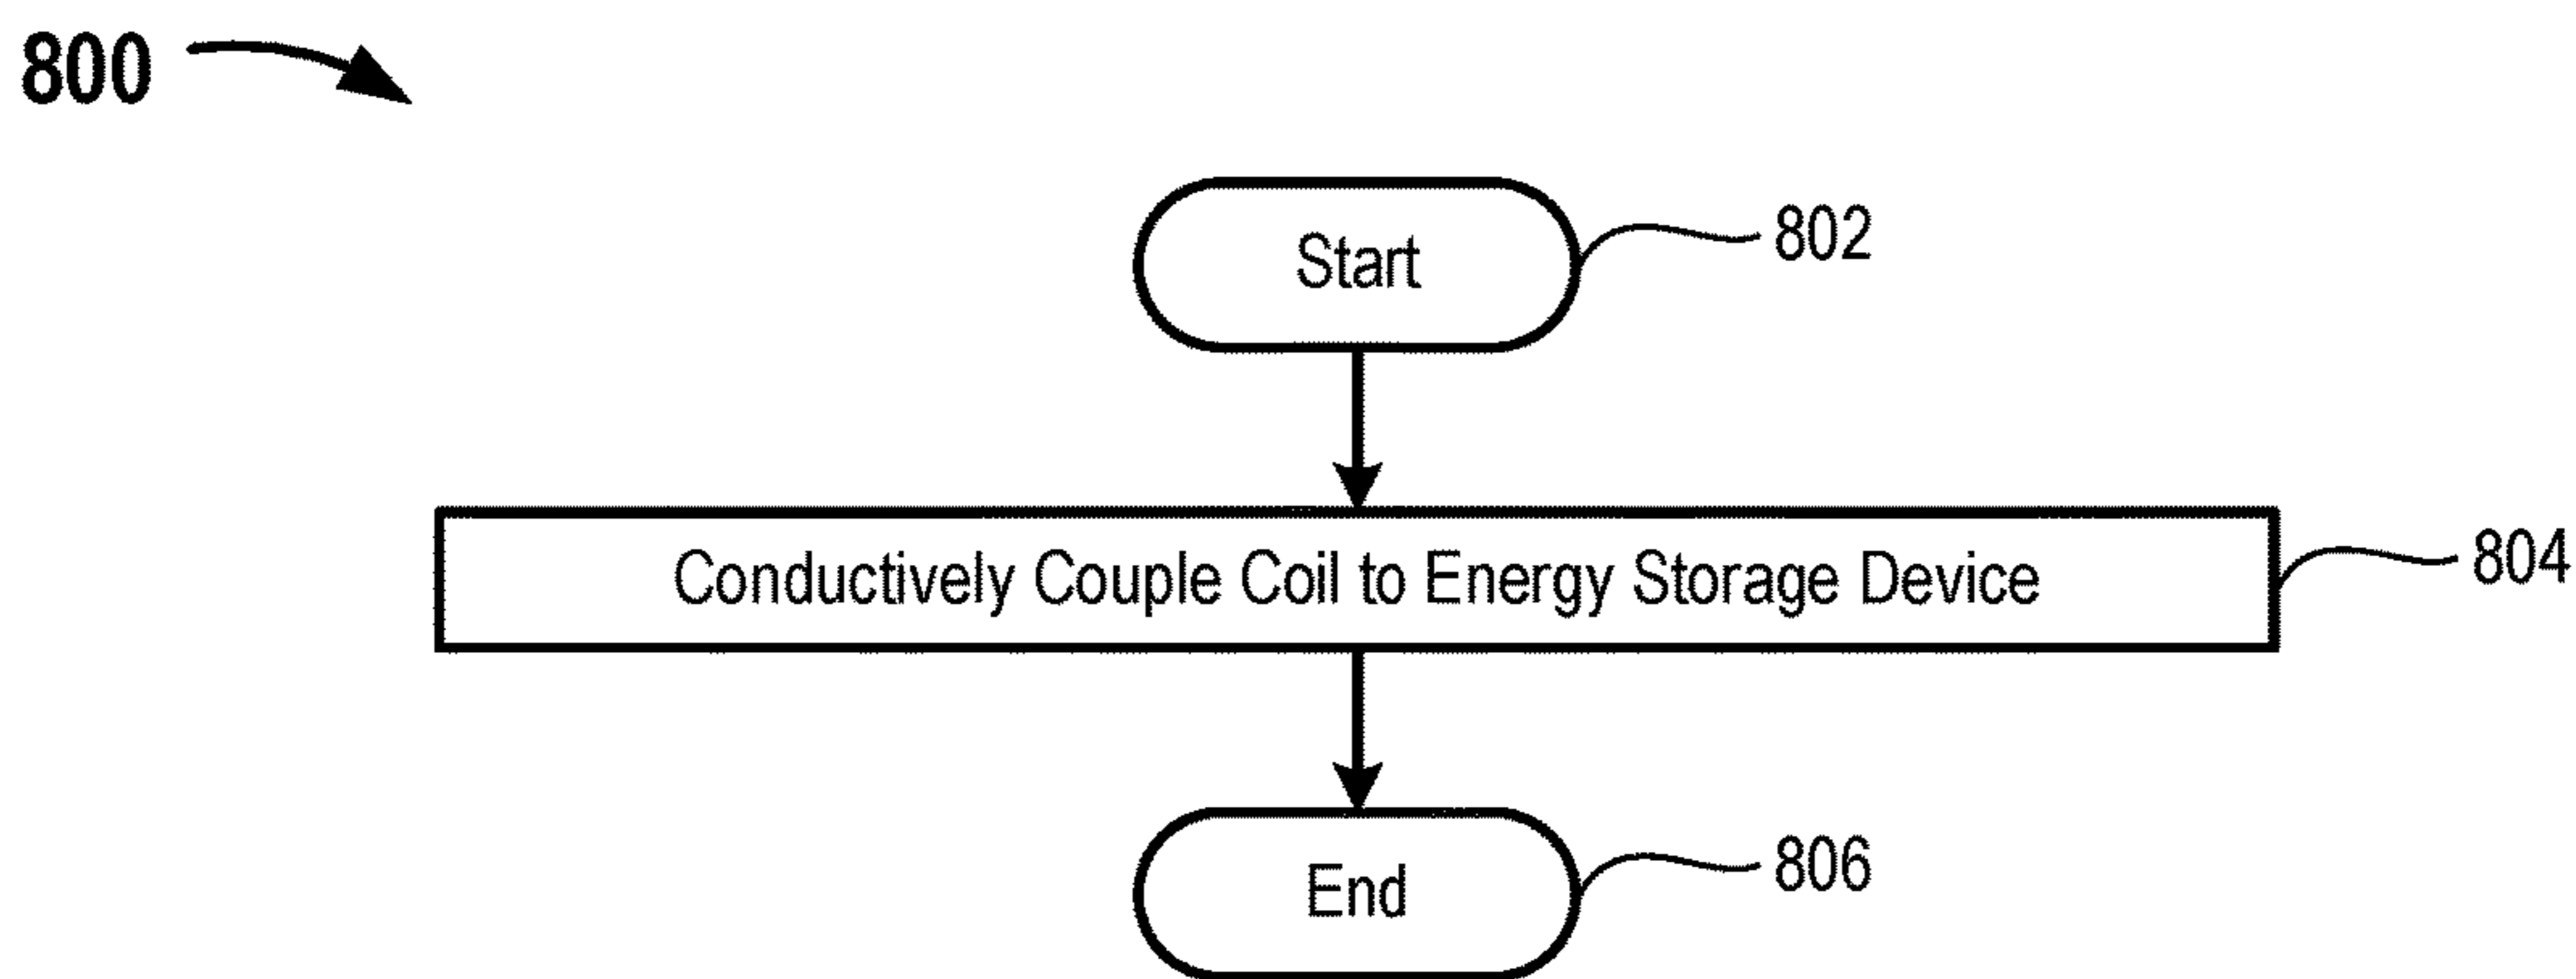 800
Start
802
Conductively Couple Coil to Energy Storage Device
804
End
806